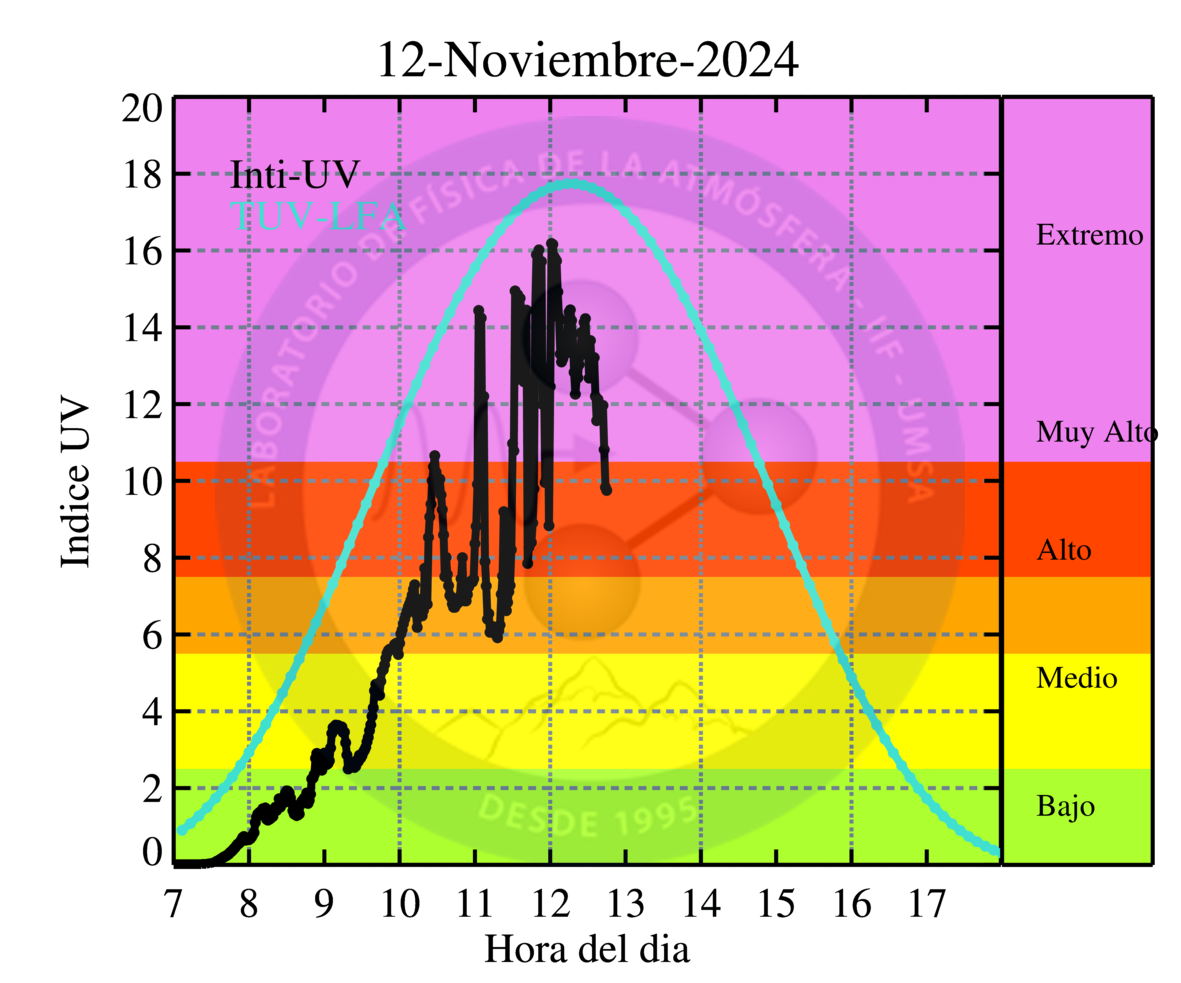 12-Noviembre-2024
20
18
16
14
12
10
8
6
4
2
0
Indice UV
Inti-UV
TUV-LFA
LABORATORIO DE FÍSICA DE LA ATMÓSFERA - IIF - UMSA
DESDE 1995
Extremo
Muy Alto
Alto
Medio
Bajo
7 8 9 10 11 12 13 14 15 16 17
Hora del dia